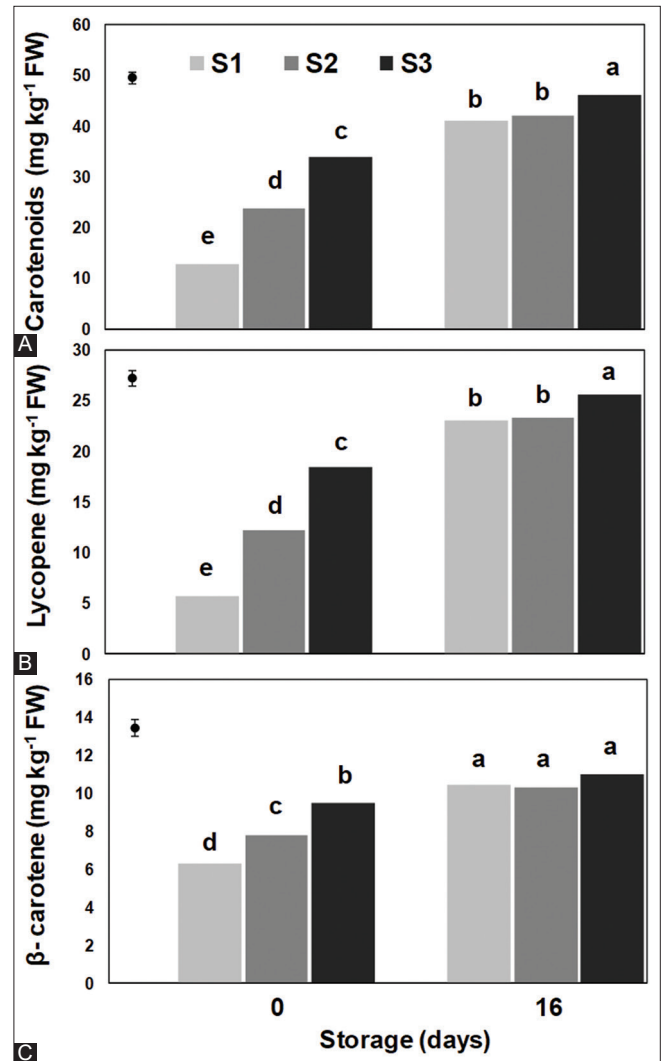 60
50
40
30
20
10
0
Carotenoids (mg kg⁻¹ FW)
S1 S2 S3
e
d
c
b
b
a
A
30
25
20
15
10
5
0
Lycopene (mg kg⁻¹ FW)
e
d
c
b
b
a
B
16
14
12
10
8
6
4
2
0
β- carotene (mg kg⁻¹ FW)
d
c
b
a
a
a
0 16
Storage (days)
C